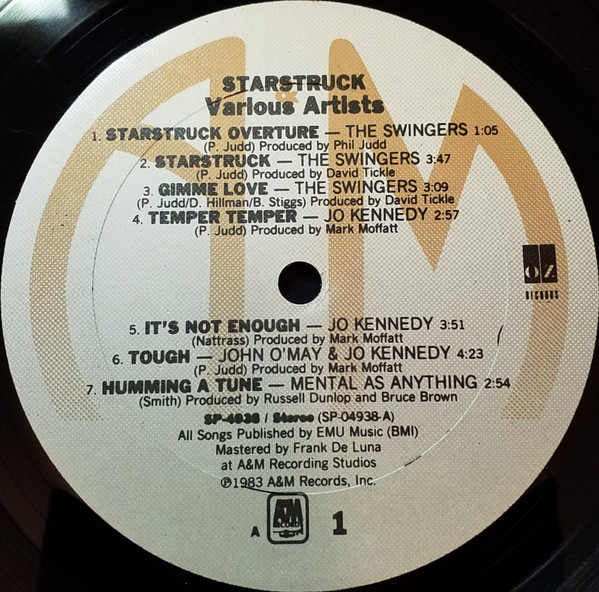 STARSTRUCK
Various Artists
1. STARSTRUCK OVERTURE — THE SWINGERS 1:05
(P. Judd) Produced by Phil Judd
2. STARSTRUCK — THE SWINGERS 3:47
(P. Judd) Produced by David Tickle
3. GIMME LOVE — THE SWINGERS 3:09
(P. Judd/D. Hillman/B. Stiggs) Produced by David Tickle
4. TEMPER TEMPER — JO KENNEDY 2:57
(P. Judd) Produced by Mark Moffatt
OZ
RECORDS
5. IT'S NOT ENOUGH — JO KENNEDY 3:51
(Nattrass) Produced by Mark Moffatt
6. TOUGH — JOHN O'MAY & JO KENNEDY 4:23
(P. Judd) Produced by Mark Moffatt
7. HUMMING A TUNE — MENTAL AS ANYTHING 2:54
(Smith) Produced by Russell Dunlop and Bruce Brown
SP-4938 / Stereo (SP-04938-A)
All Songs Published by EMU Music (BMI)
Mastered by Frank De Luna
at A&M Recording Studios
℗1983 A&M Records, Inc.
A A&M RECORDS 1